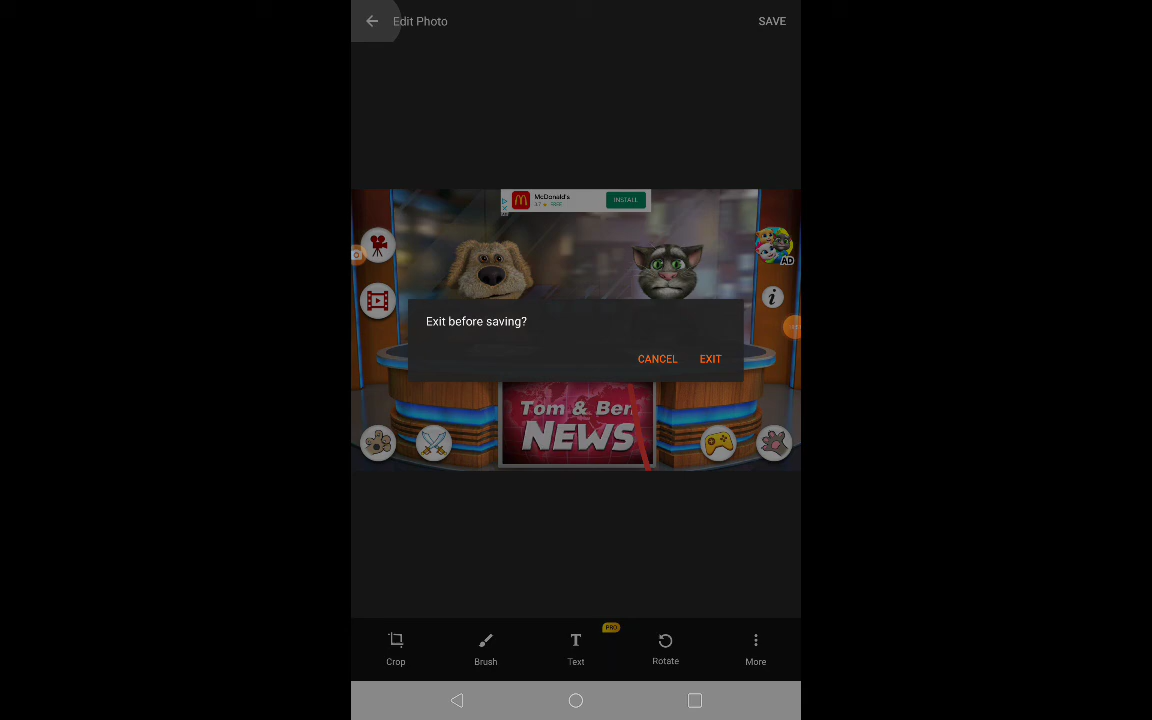 Edit Photo
SAVE
McDonald's
INSTALL
AD
i
Exit before saving?
CANCEL
EXIT
Tom & Ben
NEWS
PRO
Crop
Brush
Text
Rotate
More